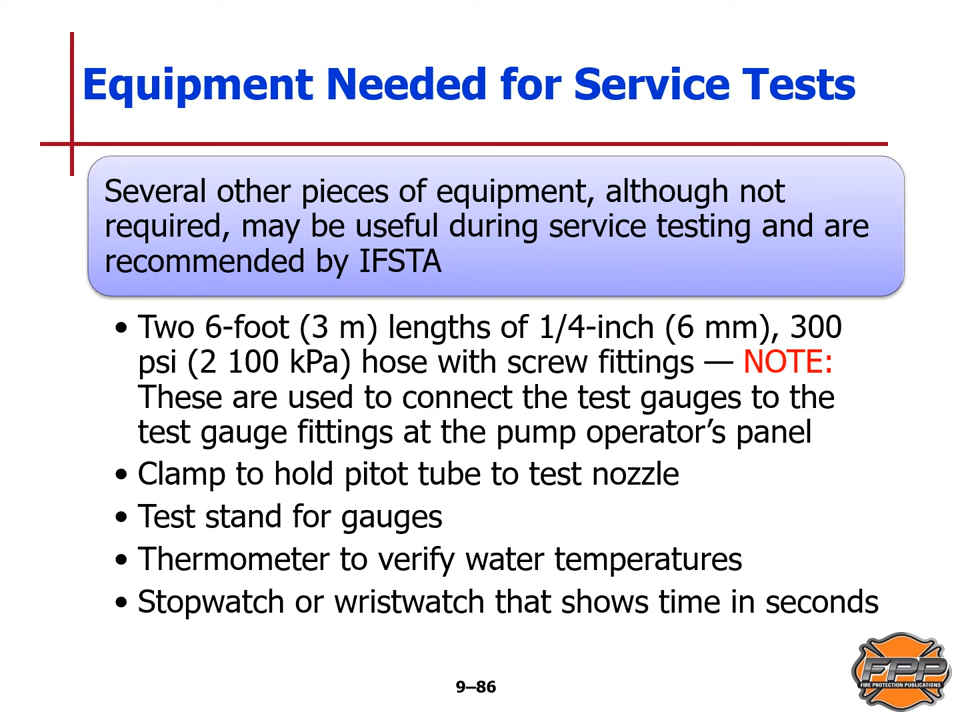 Equipment Needed for Service Tests
Several other pieces of equipment, although not
required, may be useful during service testing and are
recommended by IFSTA
• Two 6-foot (3 m) lengths of 1/4-inch (6 mm), 300
psi (2 100 kPa) hose with screw fittings — NOTE:
These are used to connect the test gauges to the
test gauge fittings at the pump operator’s panel
• Clamp to hold pitot tube to test nozzle
• Test stand for gauges
• Thermometer to verify water temperatures
• Stopwatch or wristwatch that shows time in seconds
FPP
FIRE PROTECTION PUBLICATIONS
9–86